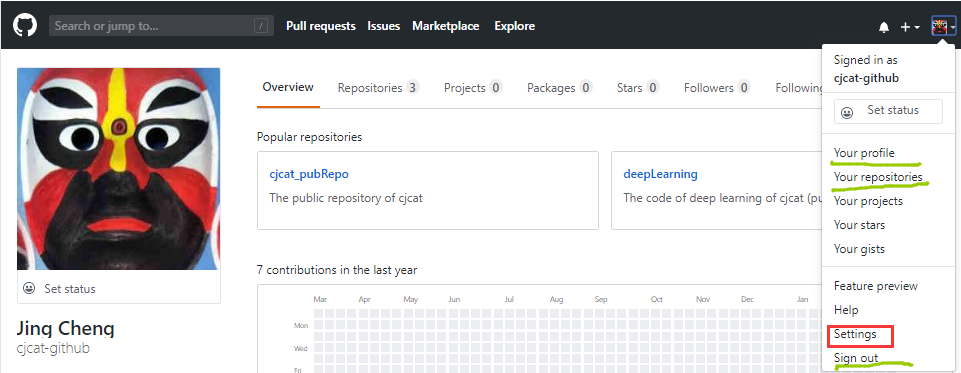 Search or jump to... / Pull requests Issues Marketplace Explore
Signed in as
cjcat-github
Set status
Your profile
Your repositories
Your projects
Your stars
Your gists
Feature preview
Help
Settings
Sign out
Overview Repositories 3 Projects 0 Packages 0 Stars 0 Followers 0 Following
Popular repositories
cjcat_pubRepo
The public repository of cjcat
deepLearning
The code of deep learning of cjcat (pu
7 contributions in the last year
Mar Apr May Jun Jul Aug Sep Oct Nov Dec Jan
Mon
Wed
Fri
Set status
Jing Cheng
cjcat-github